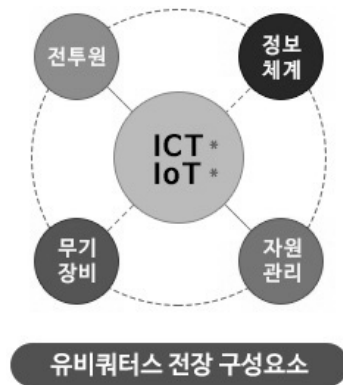 전투원
정보
체계
ICT *
IoT *
무기
장비
자원
관리
유비쿼터스 전장 구성요소